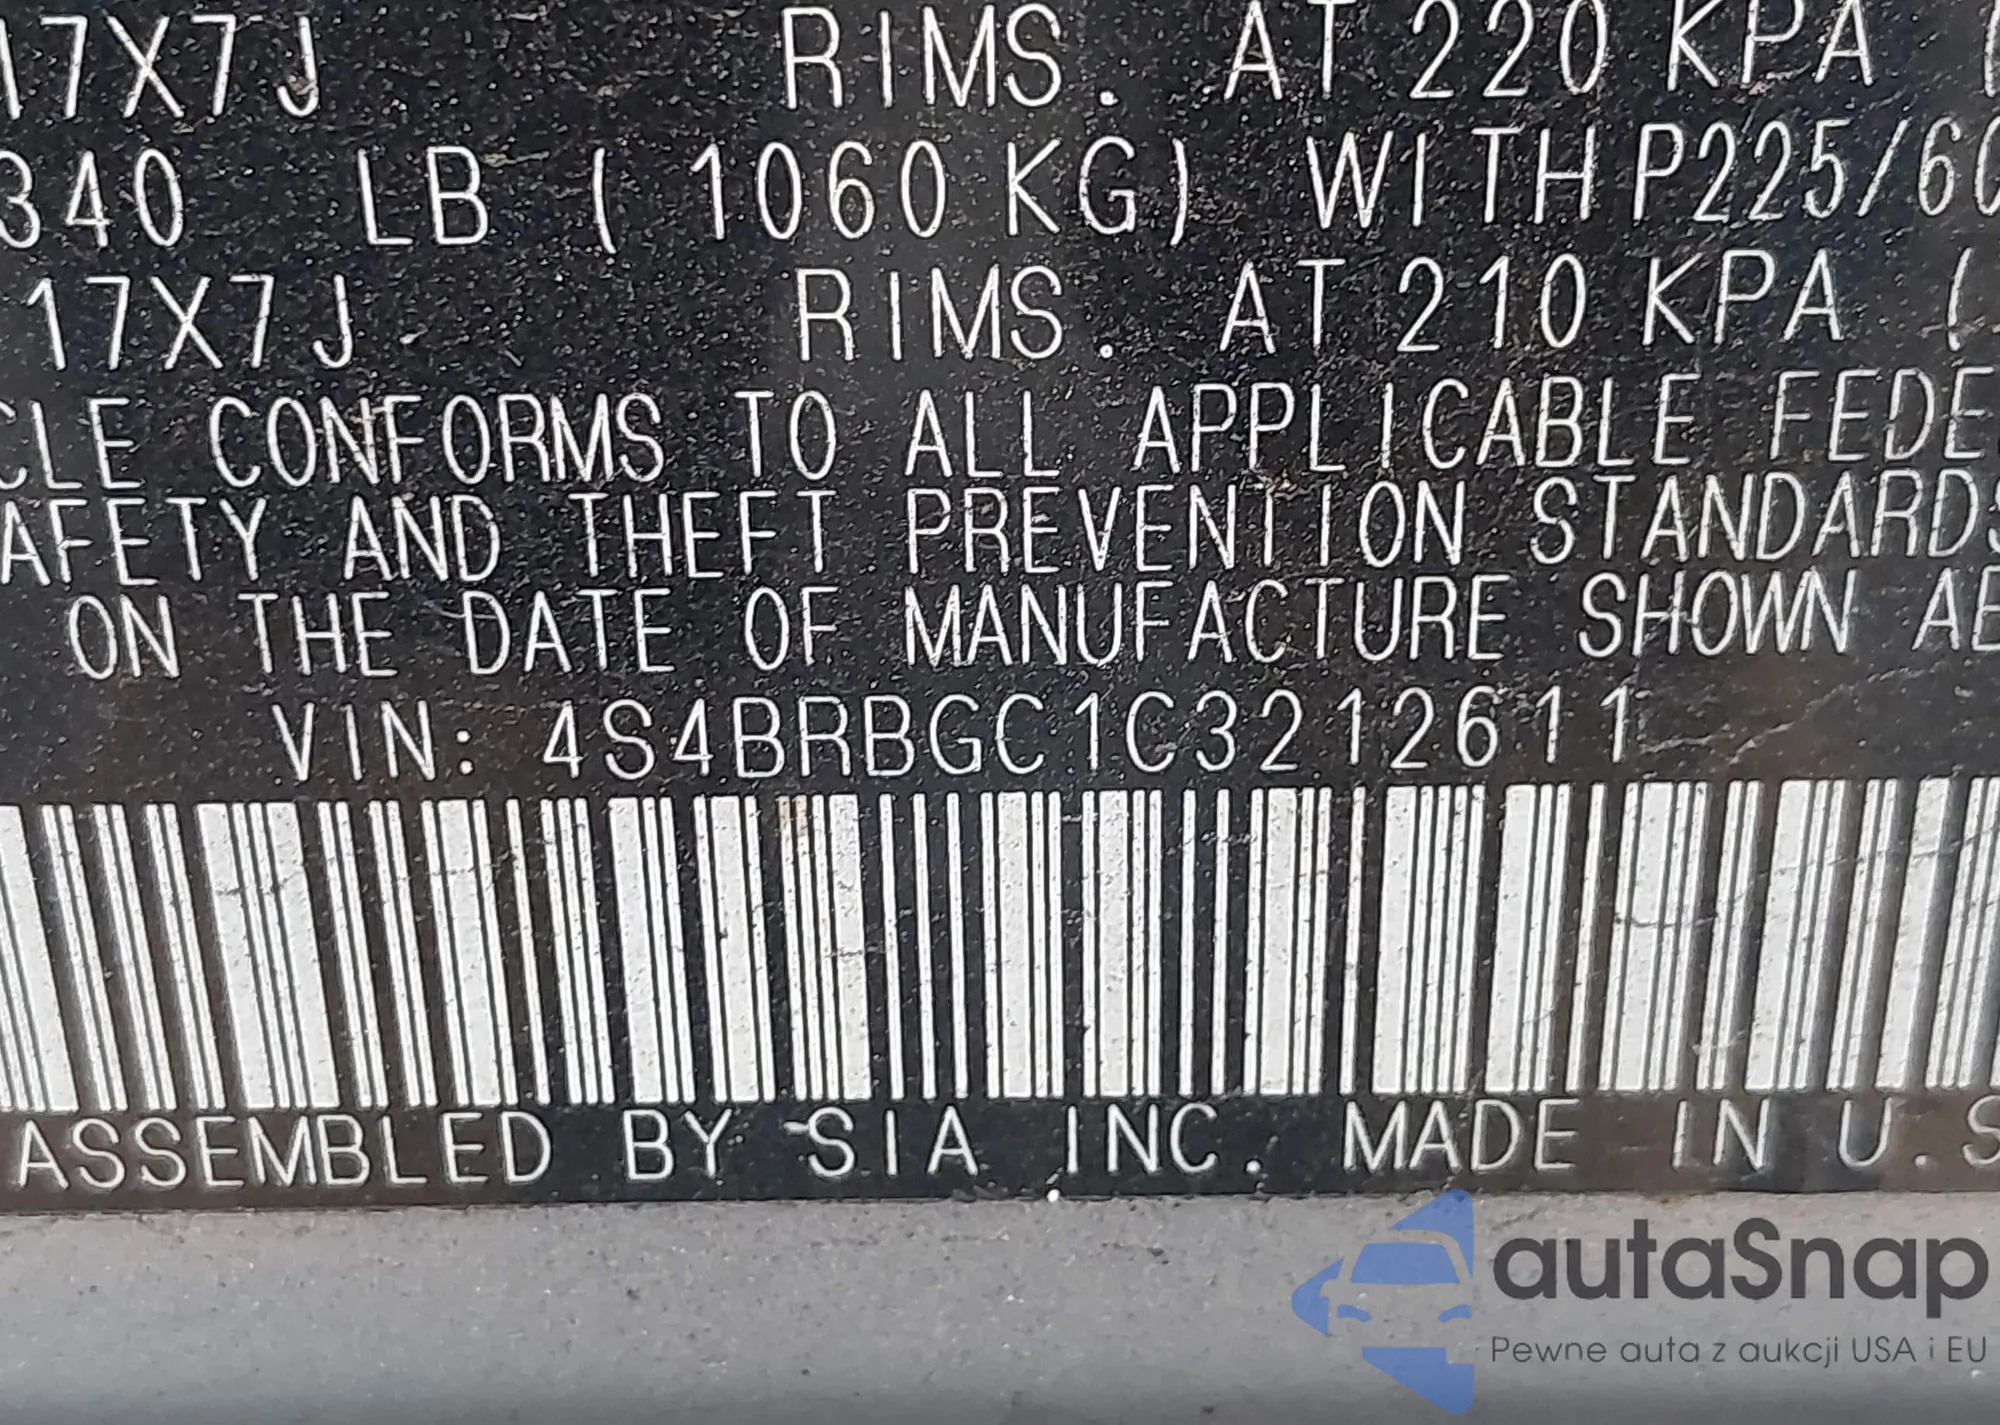 17X7J RIMS. AT 220 KPA (
340 LB ( 1060 KG) WITH P225/60
17X7J RIMS. AT 210 KPA (
CLE CONFORMS TO ALL APPLICABLE FEDE
AFETY AND THEFT PREVENTION STANDARDS
ON THE DATE OF MANUFACTURE SHOWN AB
VIN: 4S4BRBGC1C3212611
ASSEMBLED BY SIA INC. MADE IN U.S
autaSnap
Pewne auta z aukcji USA i EU